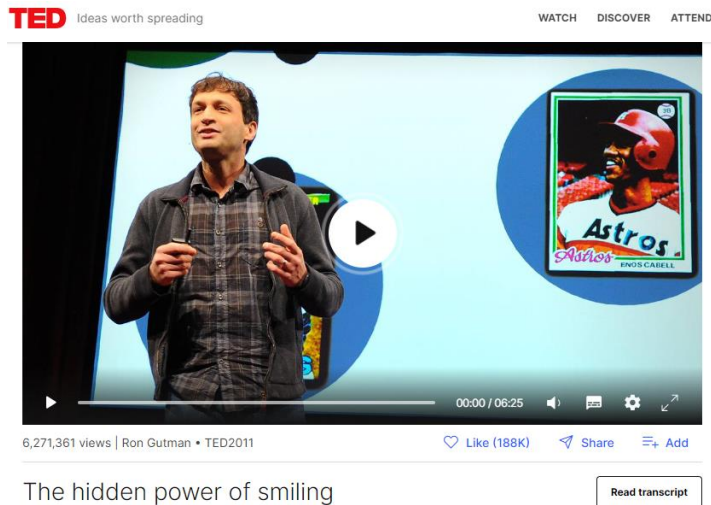 TED Ideas worth spreading WATCH DISCOVER ATTEND
Astros
Astros
ENOS CABELL
00:00 / 06:25
6,271,361 views | Ron Gutman • TED2011 Like (188K) Share Add
The hidden power of smiling Read transcript